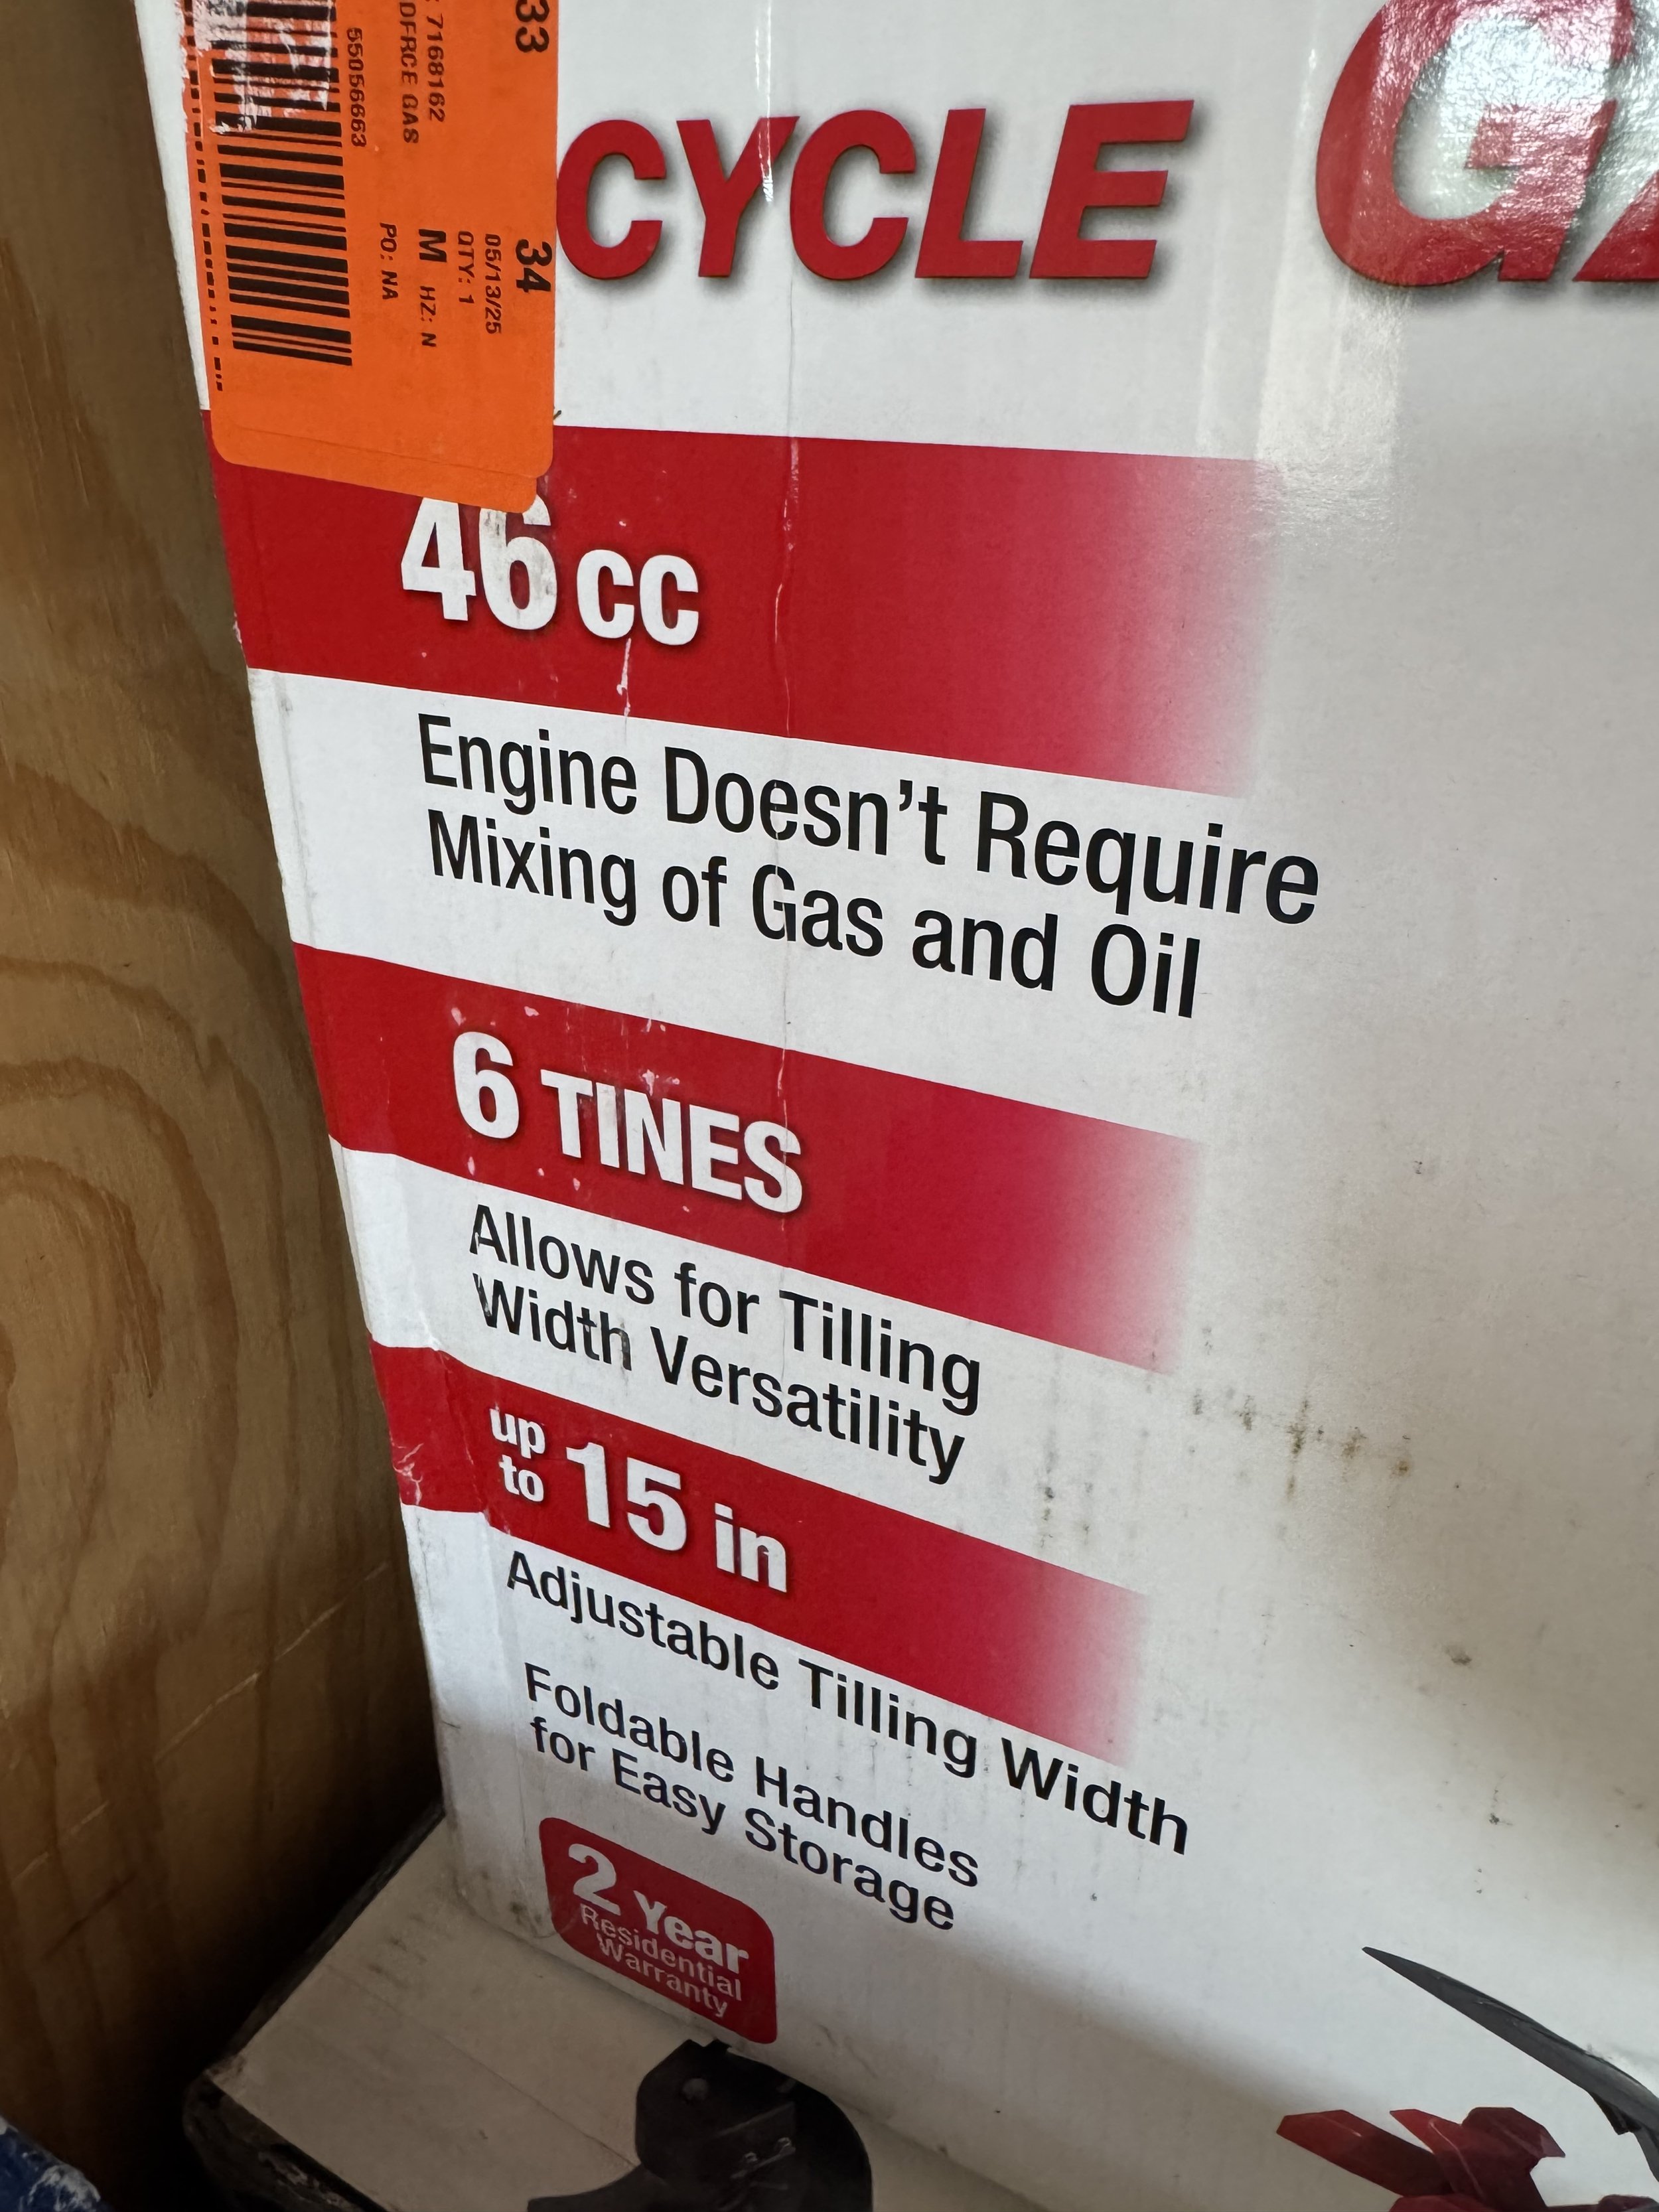 33 34
05/13/25
QTY: 1
7168162 M HZ: N
GAS PO: NA
55056663
CYCLE
46 CC
Engine Doesn't Require
Mixing of Gas and Oil
6 TINES
Allows for Tilling
Width Versatility
up to 15 in
Adjustable Tilling Width
Foldable Handles
for Easy Storage
2 Year
Residential
Warranty